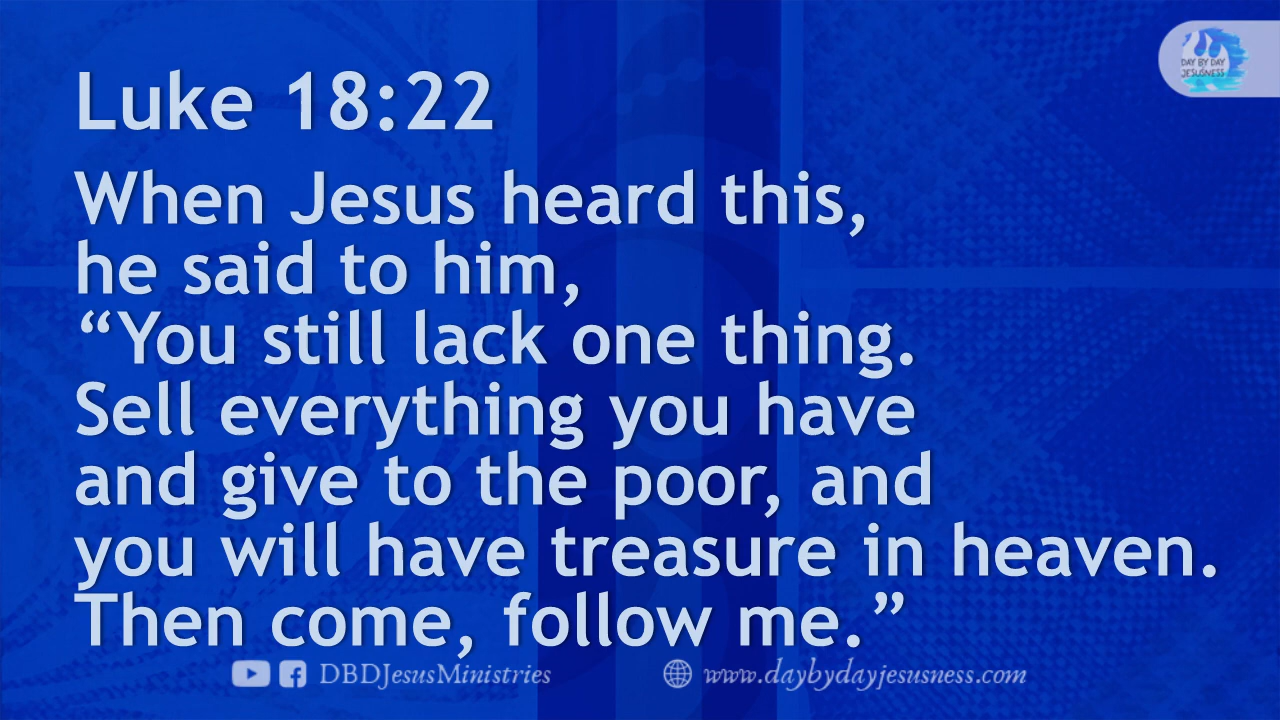 DAY BY DAY
JESUSNESS
Luke 18:22
When Jesus heard this,
he said to him,
“You still lack one thing.
Sell everything you have
and give to the poor, and
you will have treasure in heaven.
Then come, follow me.”
DBDJesusMinistries
www.daybydayjesusness.com